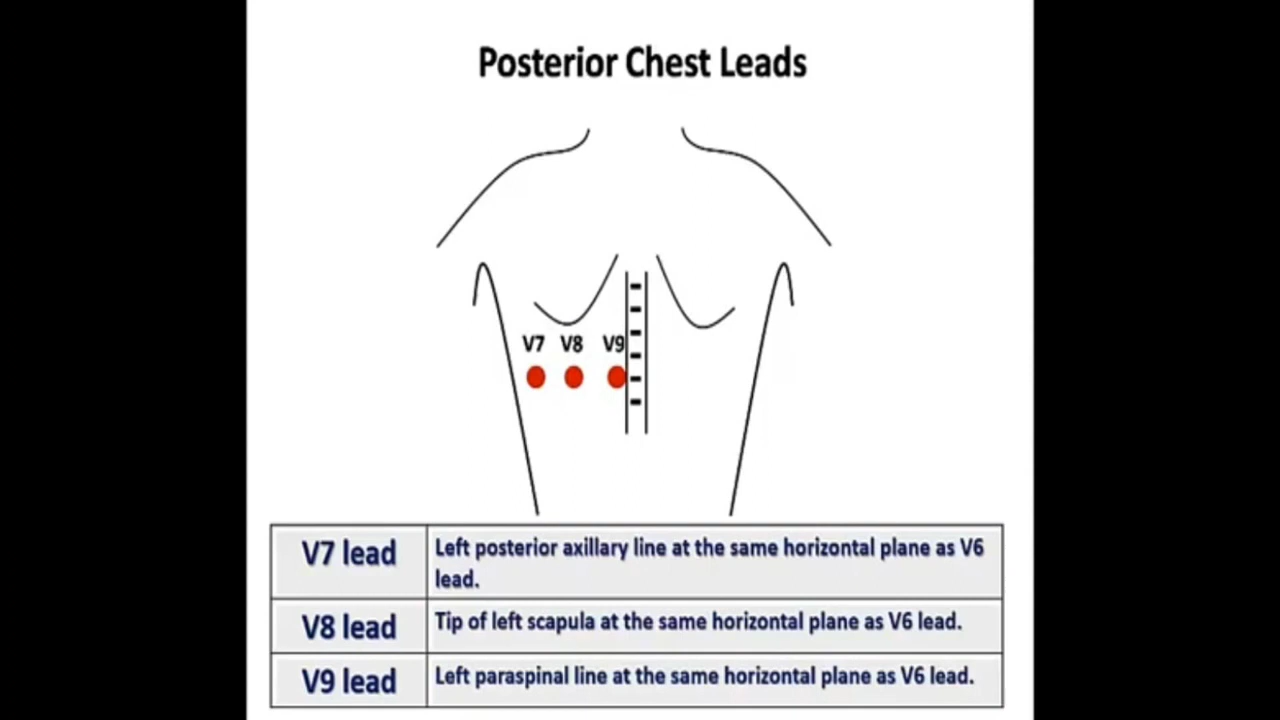 Posterior Chest Leads
V7 V8 V9
V7 lead
Left posterior axillary line at the same horizontal plane as V6
lead.
V8 lead
Tip of left scapula at the same horizontal plane as V6 lead.
V9 lead
Left paraspinal line at the same horizontal plane as V6 lead.